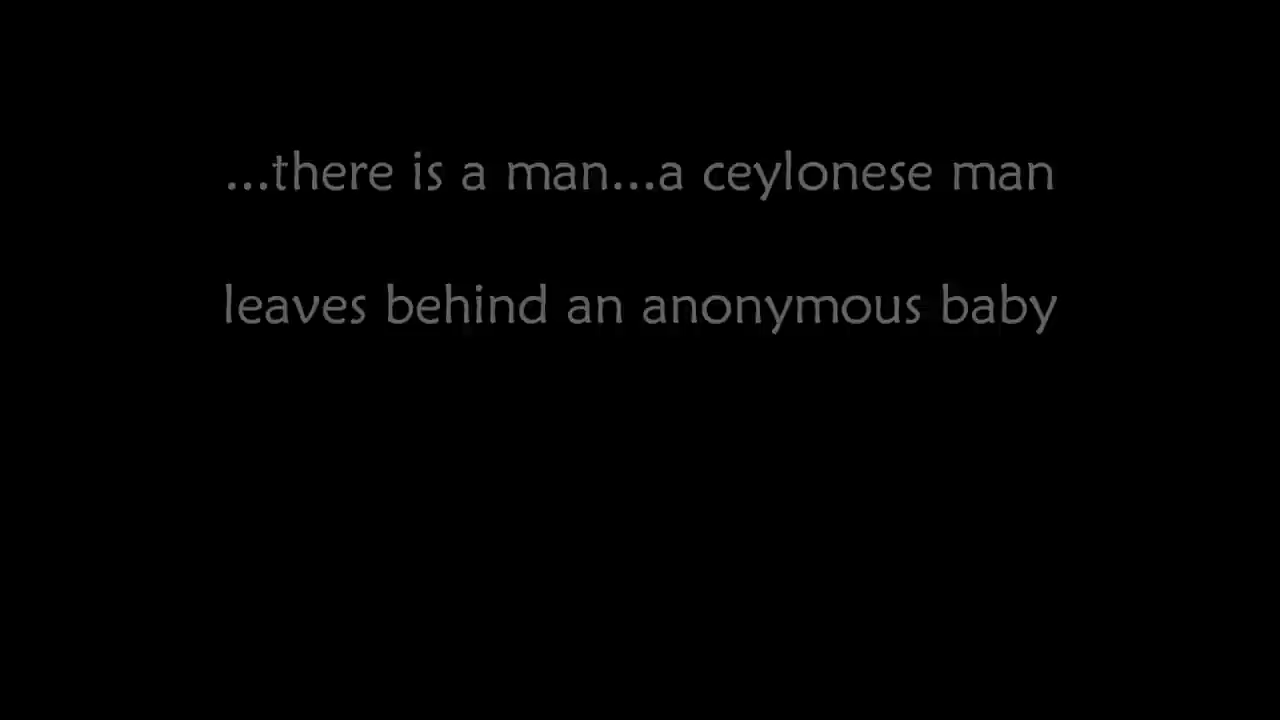 ...there is a man...a ceylonese man
leaves behind an anonymous baby